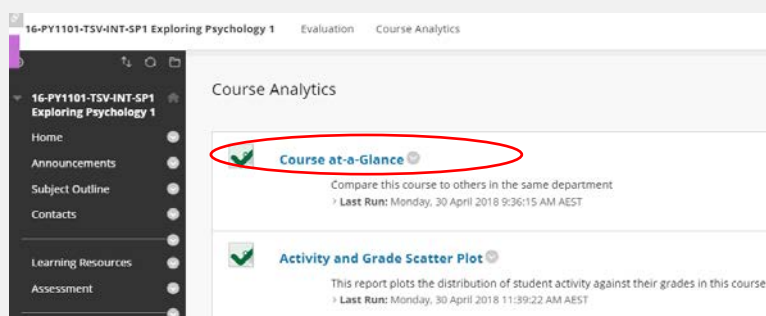 16-PY1101-TSV-INT-SP1 Exploring Psychology 1 Evaluation Course Analytics
16-PY1101-TSV-INT-SP1
Exploring Psychology 1
Home
Announcements
Subject Outline
Contacts
Learning Resources
Assessment
Course Analytics
Course at-a-Glance
Compare this course to others in the same department
> Last Run: Monday, 30 April 2018 9:36:15 AM AEST
Activity and Grade Scatter Plot
This report plots the distribution of student activity against their grades in this course
> Last Run: Monday, 30 April 2018 11:39:22 AM AEST